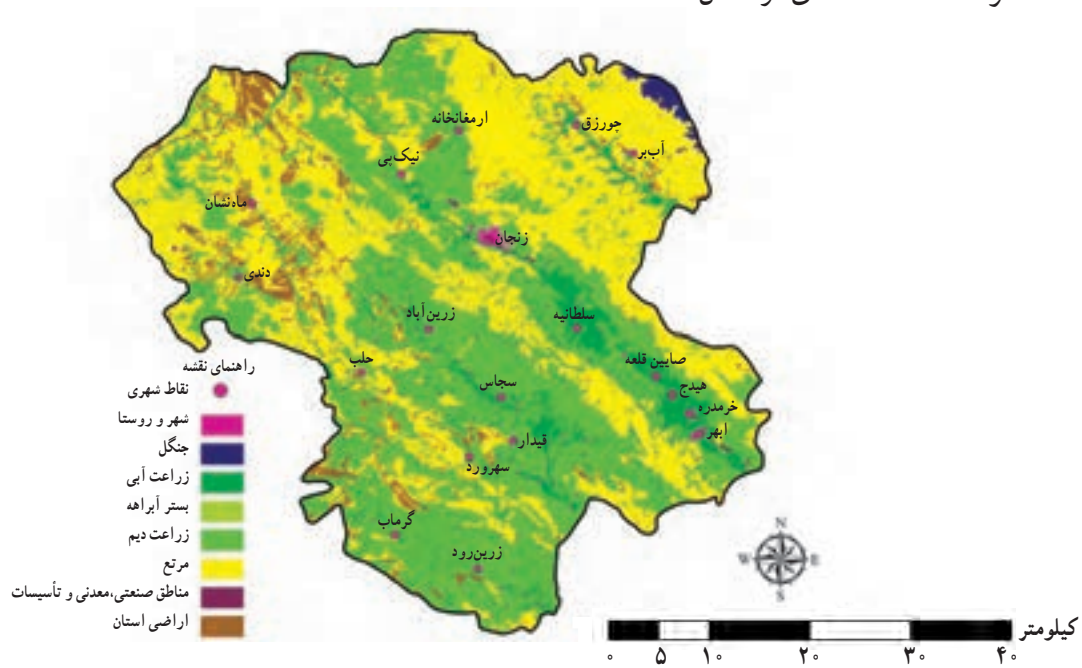 ارمغانخانه
چورزق
آب‌بر
نیک‌بی
ماه‌نشان
زنجان
دندی
زرین‌آباد
سلطانیه
حلب
صایین قلعه
سجاس
هیدج
خرمدره
ابهر
قیدار
سهرورد
گرماب
زرین‌رود
راهنمای نقشه
نقاط شهری
شهر و روستا
جنگل
زراعت آبی
بستر آبراهه
زراعت دیم
مرتع
مناطق صنعتی،معدنی و تأسیسات
اراضی استان
N
W E
S
کیلومتر
۰ ۵ ۱۰ ۲۰ ۳۰ ۴۰